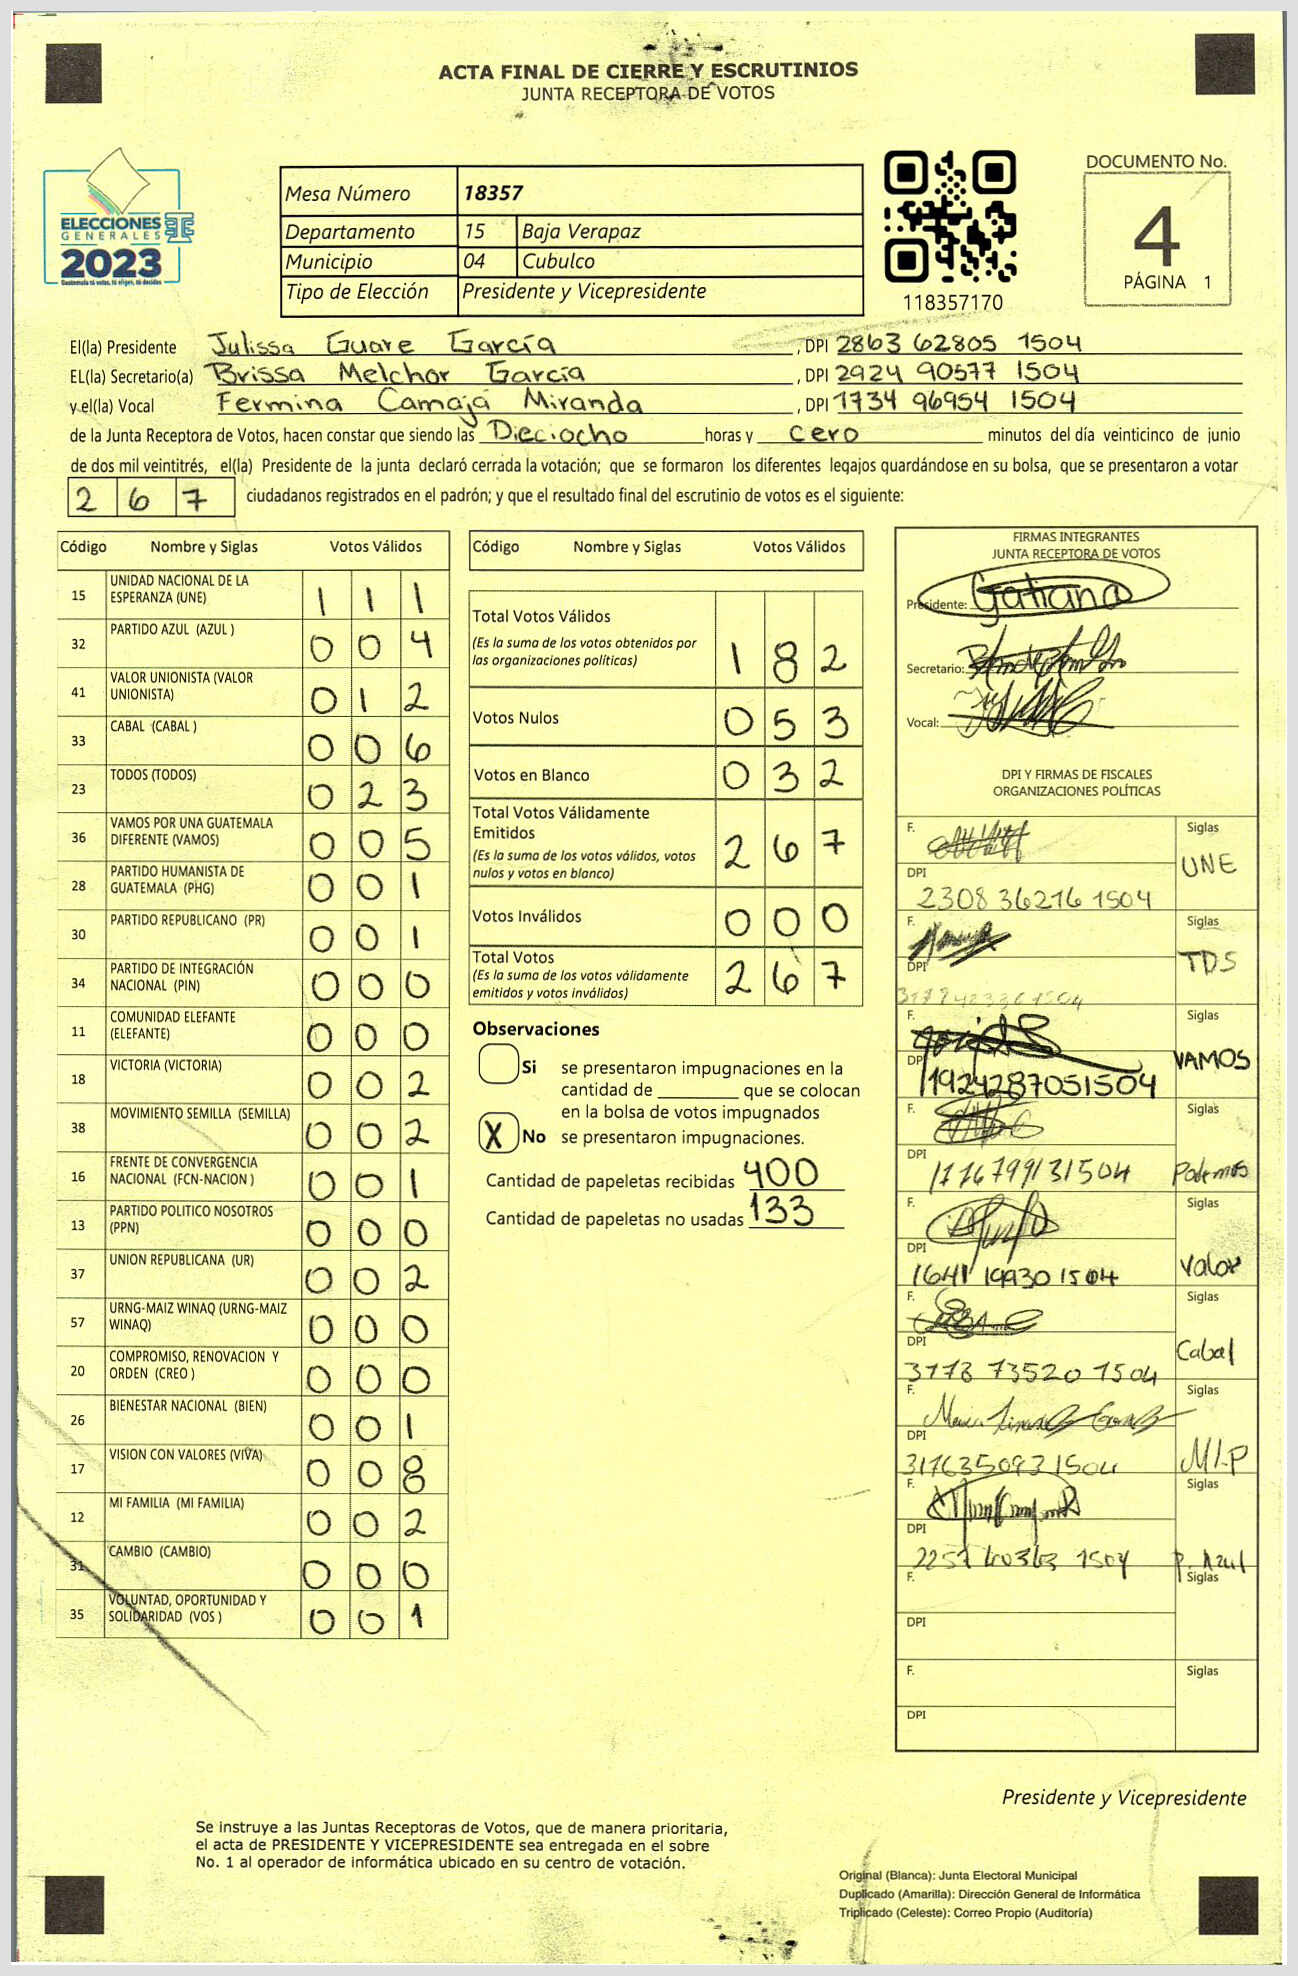 ACTA FINAL DE CIERRE Y ESCRUTINIOS
JUNTA RECEPTORA DE VOTOS
ELECCIONES
GENERALES
2023
Guatemala tú votas, tú eliges, tú decides
Mesa Número 18357
Departamento 15 Baja Verapaz
Municipio 04 Cubulco
Tipo de Elección Presidente y Vicepresidente
118357170
DOCUMENTO No.
4
PÁGINA 1
El(la) Presidente Julissa Guare García, DPI 2863 62805 1504
EL(la) Secretario(a) Brissa Melchor García, DPI 2924 90577 1504
y el(la) Vocal Fermina Camajá Miranda, DPI 1734 96954 1504
de la Junta Receptora de Votos, hacen constar que siendo las Dieciocho horas y cero minutos del día veinticinco de junio
de dos mil veintitrés, el(la) Presidente de la junta declaró cerrada la votación; que se formaron los diferentes legajos guardándose en su bolsa, que se presentaron a votar
2 6 7 ciudadanos registrados en el padrón; y que el resultado final del escrutinio de votos es el siguiente:
Código Nombre y Siglas Votos Válidos
15 UNIDAD NACIONAL DE LA ESPERANZA (UNE) 1 1 1
32 PARTIDO AZUL (AZUL ) 0 0 4
41 VALOR UNIONISTA (VALOR UNIONISTA) 0 1 2
33 CABAL (CABAL ) 0 0 6
23 TODOS (TODOS) 0 2 3
36 VAMOS POR UNA GUATEMALA DIFERENTE (VAMOS) 0 0 5
28 PARTIDO HUMANISTA DE GUATEMALA (PHG) 0 0 1
30 PARTIDO REPUBLICANO (PR) 0 0 1
34 PARTIDO DE INTEGRACIÓN NACIONAL (PIN) 0 0 0
11 COMUNIDAD ELEFANTE (ELEFANTE) 0 0 0
18 VICTORIA (VICTORIA) 0 0 2
38 MOVIMIENTO SEMILLA (SEMILLA) 0 0 2
16 FRENTE DE CONVERGENCIA NACIONAL (FCN-NACION ) 0 0 1
13 PARTIDO POLITICO NOSOTROS (PPN) 0 0 0
37 UNION REPUBLICANA (UR) 0 0 2
57 URNG-MAIZ WINAQ (URNG-MAIZ WINAQ) 0 0 0
20 COMPROMISO, RENOVACION Y ORDEN (CREO ) 0 0 0
26 BIENESTAR NACIONAL (BIEN) 0 0 1
17 VISION CON VALORES (VIVA) 0 0 8
12 MI FAMILIA (MI FAMILIA) 0 0 2
31 CAMBIO (CAMBIO) 0 0 0
35 VOLUNTAD, OPORTUNIDAD Y SOLIDARIDAD (VOS ) 0 0 1
Código Nombre y Siglas Votos Válidos
Total Votos Válidos 1 8 2
(Es la suma de los votos obtenidos por
las organizaciones políticas)
Votos Nulos 0 5 3
Votos en Blanco 0 3 2
Total Votos Válidamente
Emitidos 2 6 7
(Es la suma de los votos válidos, votos
nulos y votos en blanco)
Votos Inválidos 0 0 0
Total Votos 2 6 7
(Es la suma de los votos válidamente
emitidos y votos inválidos)
Observaciones
Si se presentaron impugnaciones en la
cantidad de ________ que se colocan
en la bolsa de votos impugnados
X No se presentaron impugnaciones.
Cantidad de papeletas recibidas 400
Cantidad de papeletas no usadas 133
FIRMAS INTEGRANTES
JUNTA RECEPTORA DE VOTOS
Presidente:
Secretario:
Vocal:
DPI Y FIRMAS DE FISCALES
ORGANIZACIONES POLÍTICAS
F. Siglas
UNE
DPI
2308 36216 1504
F. Siglas
TDS
DPI
F. Siglas
VAMOS
DPI
1924287051504
F. Siglas
DPI
1776799131504 Podemos
F. Siglas
DPI
1641 19930 1504 Valor
F. Siglas
DPI Cabal
3173 73520 1504
F. Siglas
DPI
3176350931504 MLP
F. Siglas
DPI
2257 40363 1504 P. Azul
F. Siglas
DPI
F. Siglas
DPI
Presidente y Vicepresidente
Se instruye a las Juntas Receptoras de Votos, que de manera prioritaria,
el acta de PRESIDENTE Y VICEPRESIDENTE sea entregada en el sobre
No. 1 al operador de informática ubicado en su centro de votación.
Original (Blanca): Junta Electoral Municipal
Duplicado (Amarilla): Dirección General de Informática
Triplicado (Celeste): Correo Propio (Auditoría)